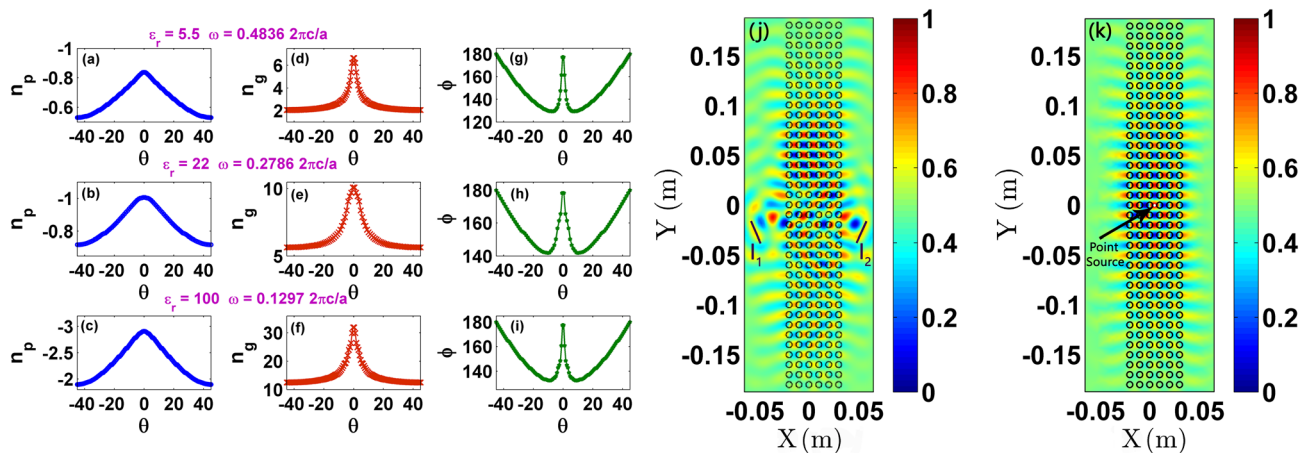 ε_r = 5.5 ω = 0.4836 2πc/a
(a)
n_p
-1
-0.8
-0.6
-40 -20 0 20 40
θ
(d)
n_g
6
4
2
-40 -20 0 20 40
θ
(g)
ϕ
180
160
140
120
-40 -20 0 20 40
θ
ε_r = 22 ω = 0.2786 2πc/a
(b)
n_p
-1
-0.8
-40 -20 0 20 40
θ
(e)
n_g
10
5
-40 -20 0 20 40
θ
(h)
ϕ
180
160
140
-40 -20 0 20 40
θ
ε_r = 100 ω = 0.1297 2πc/a
(c)
n_p
-3
-2.5
-2
-40 -20 0 20 40
θ
(f)
n_g
30
20
10
-40 -20 0 20 40
θ
(i)
ϕ
180
160
140
-40 -20 0 20 40
θ
(j)
Y (m)
0.15
0.1
0.05
0
-0.05
-0.1
-0.15
I_1
I_2
-0.05 0 0.05
X (m)
1
0.8
0.6
0.4
0.2
0
(k)
Y (m)
0.15
0.1
0.05
0
-0.05
-0.1
-0.15
Point
Source
-0.05 0 0.05
X (m)
1
0.8
0.6
0.4
0.2
0